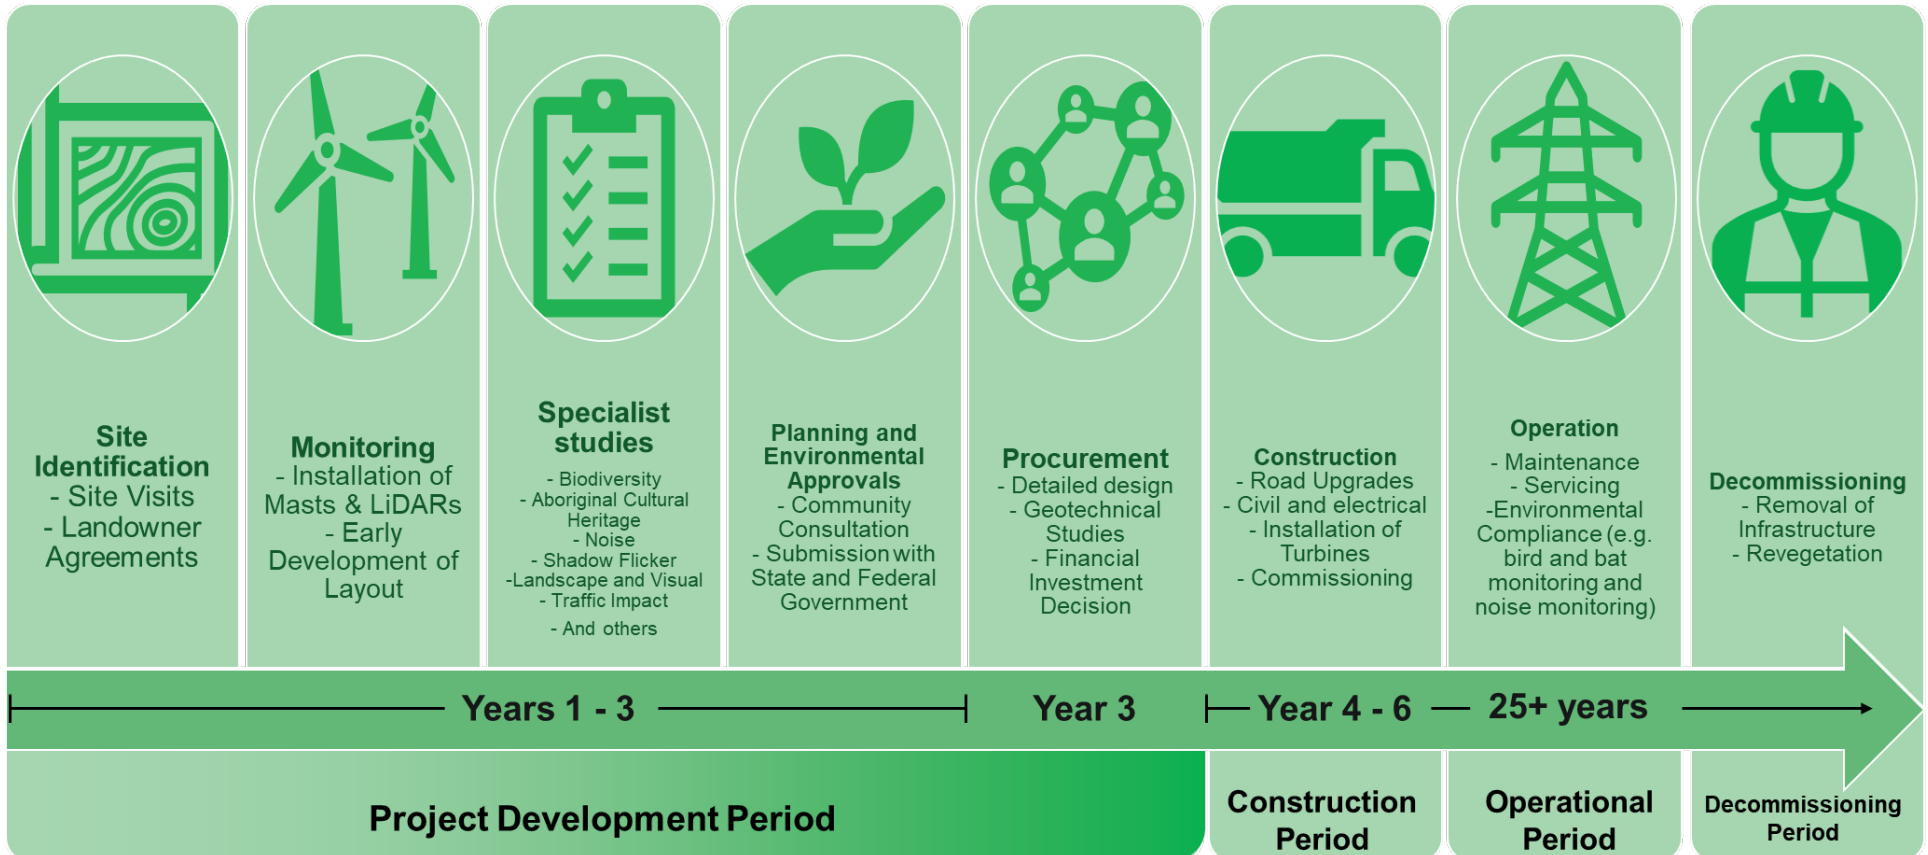 Site
Identification
- Site Visits
- Landowner
Agreements
Monitoring
- Installation of
Masts & LiDARs
- Early
Development of
Layout
Specialist
studies
- Biodiversity
- Aboriginal Cultural
Heritage
- Noise
- Shadow Flicker
-Landscape and Visual
- Traffic Impact
- And others
Planning and
Environmental
Approvals
- Community
Consultation
- Submission with
State and Federal
Government
Procurement
- Detailed design
- Geotechnical
Studies
- Financial
Investment
Decision
Construction
- Road Upgrades
- Civil and electrical
- Installation of
Turbines
- Commissioning
Operation
- Maintenance
- Servicing
-Environmental
Compliance (e.g.
bird and bat
monitoring and
noise monitoring)
Decommissioning
- Removal of
Infrastructure
- Revegetation
Years 1 - 3
Year 3
Year 4 - 6
25+ years
Project Development Period
Construction
Period
Operational
Period
Decommissioning
Period